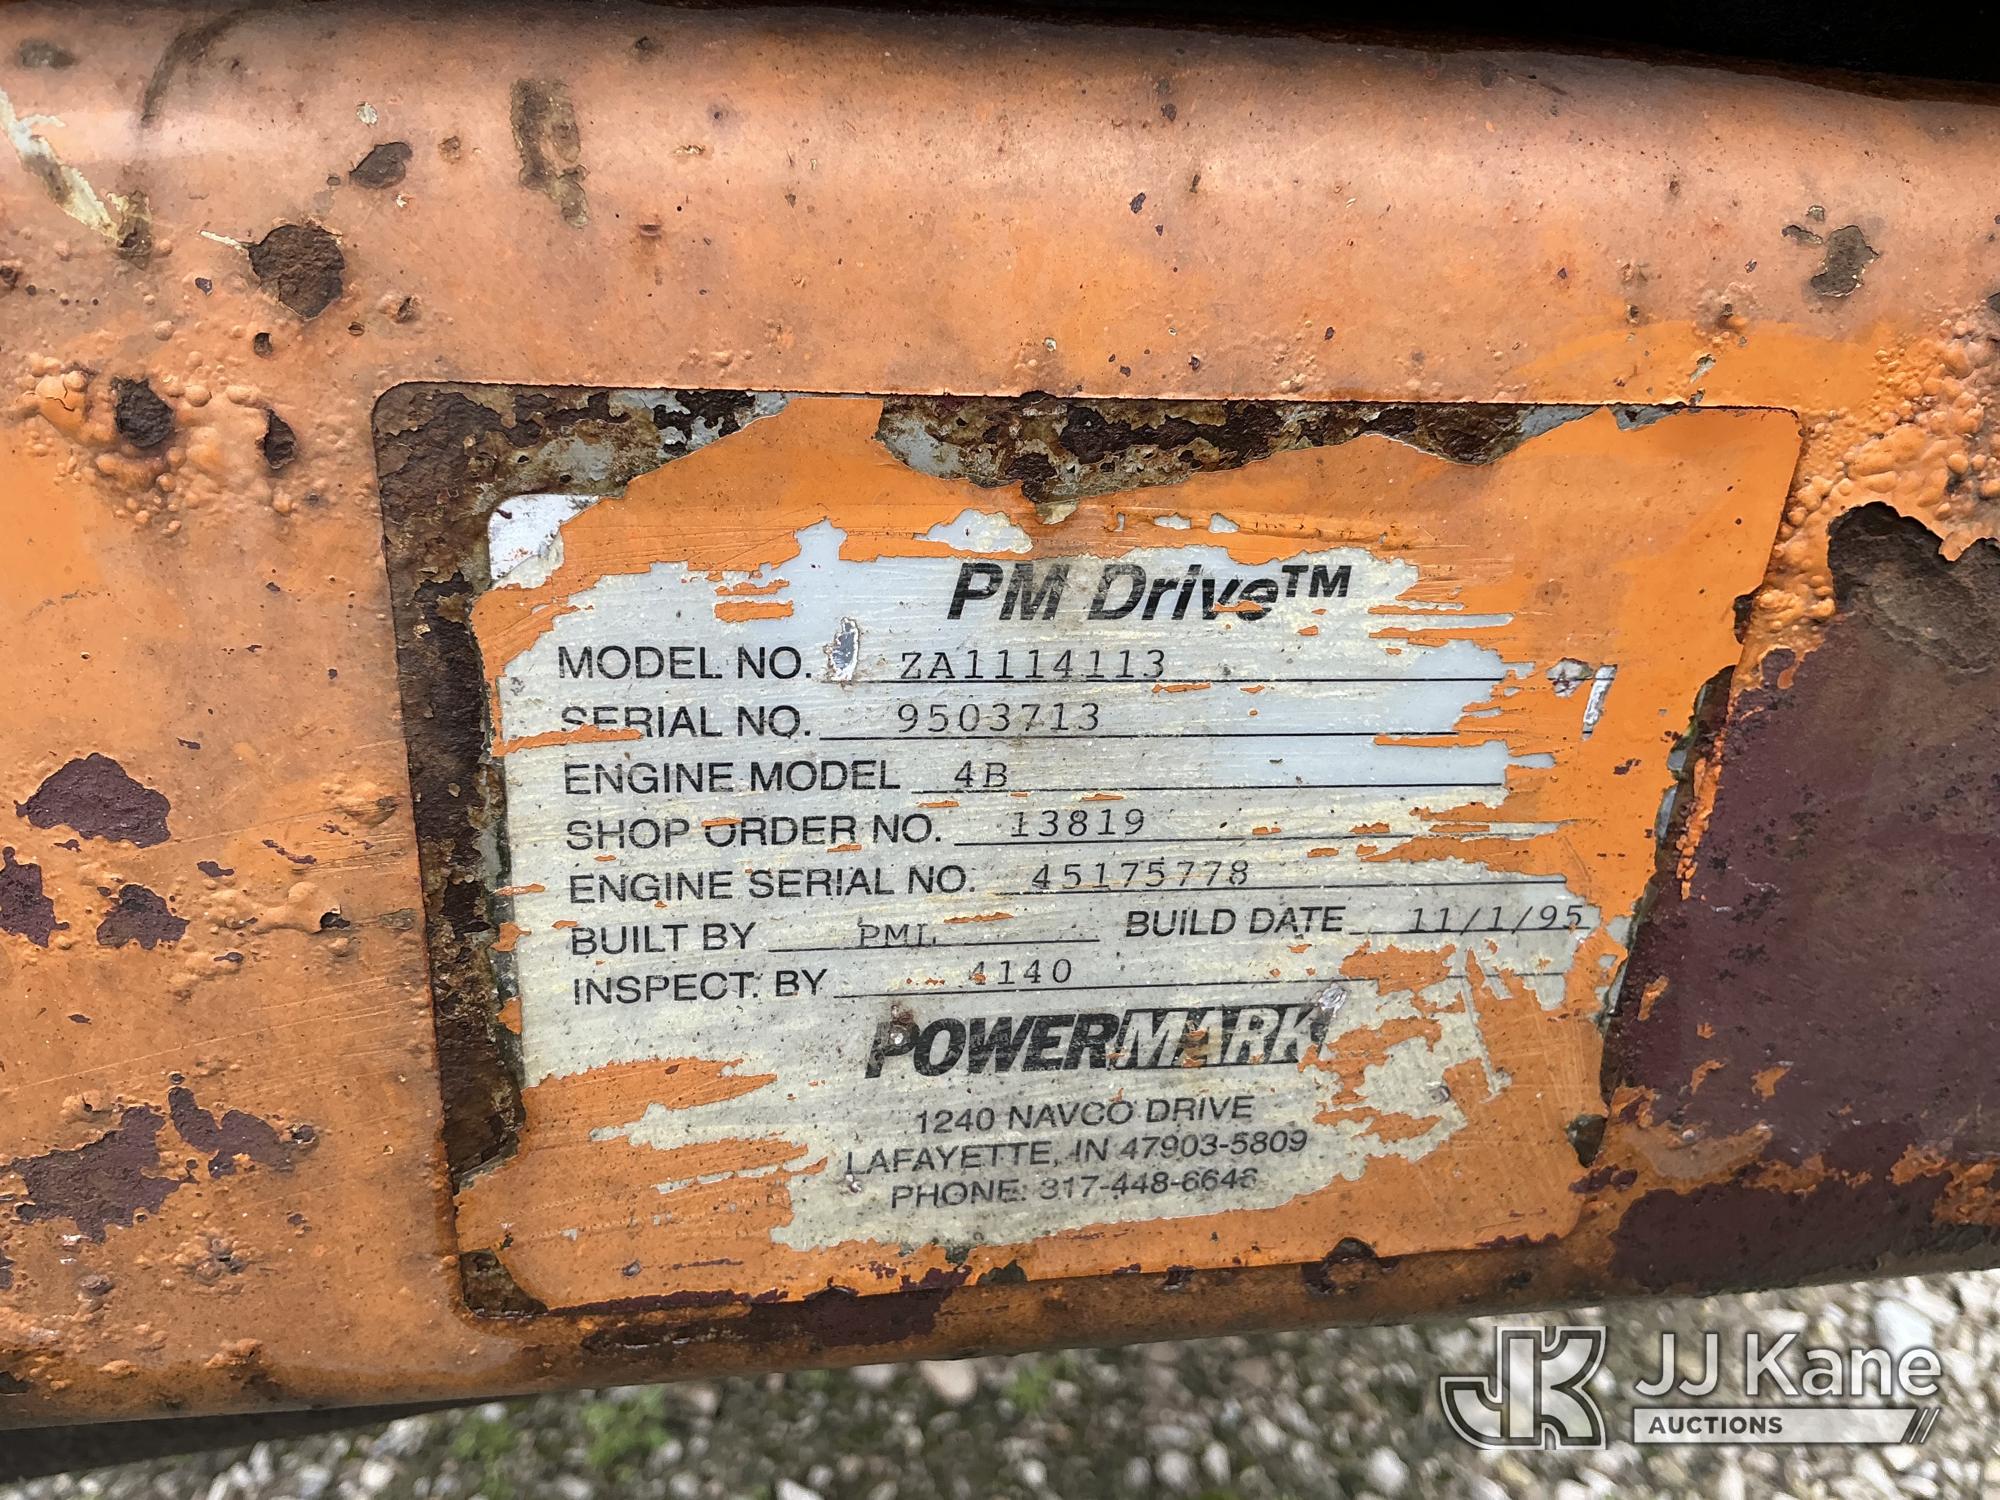 PM Drive™
MODEL NO. ZA1114113
SERIAL NO. 9503713
ENGINE MODEL 4B
SHOP ORDER NO. 13819
ENGINE SERIAL NO. 45175778
BUILT BY PML BUILD DATE 11/1/95
INSPECT. BY 4140
POWERMARK
1240 NAVCO DRIVE
LAFAYETTE, IN 47903-5809
PHONE: 317-448-6646
JK JJ Kane
AUCTIONS